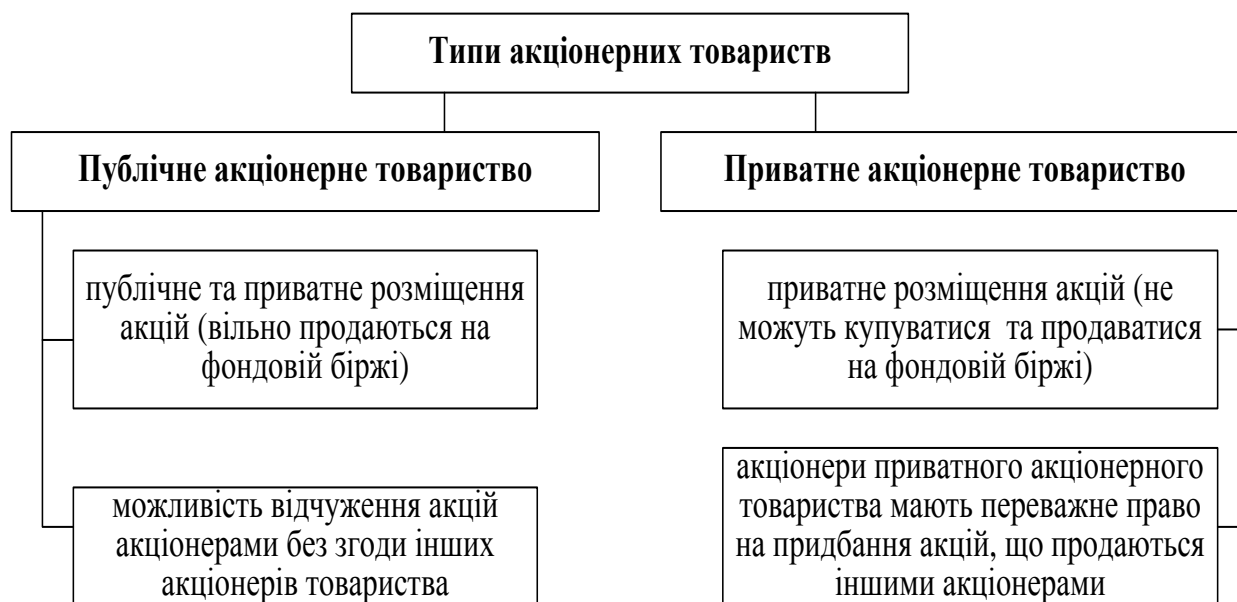 Типи акціонерних товариств
Публічне акціонерне товариство
публічне та приватне розміщення
акцій (вільно продаються на
фондовій біржі)
можливість відчуження акцій
акціонерами без згоди інших
акціонерів товариства
Приватне акціонерне товариство
приватне розміщення акцій (не
можуть купуватися та продаватися
на фондовій біржі)
акціонери приватного акціонерного
товариства мають переважне право
на придбання акцій, що продаються
іншими акціонерами